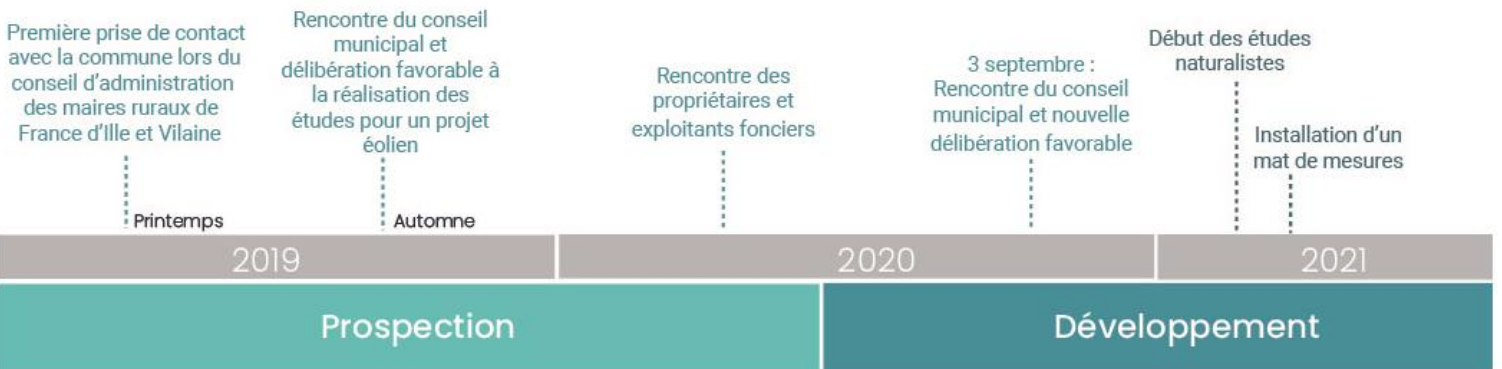 Première prise de contact
avec la commune lors du
conseil d'administration
des maires ruraux de
France d'Ille et Vilaine
Printemps
Rencontre du conseil
municipal et
délibération favorable à
la réalisation des
études pour un projet
éolien
Automne
Rencontre des
propriétaires et
exploitants fonciers
3 septembre :
Rencontre du conseil
municipal et nouvelle
délibération favorable
Début des études
naturalistes
Installation d'un
mat de mesures
2019
2020
2021
Prospection
Développement